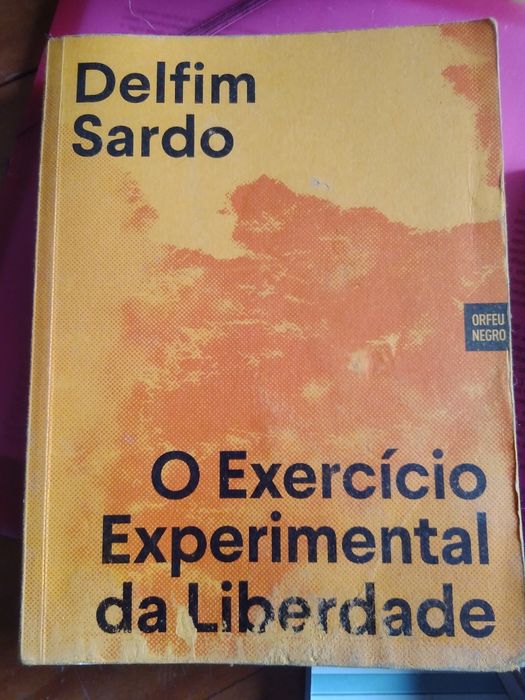 Delfim
Sardo
ORFEU
NEGRO
O Exercício
Experimental
da Liberdade